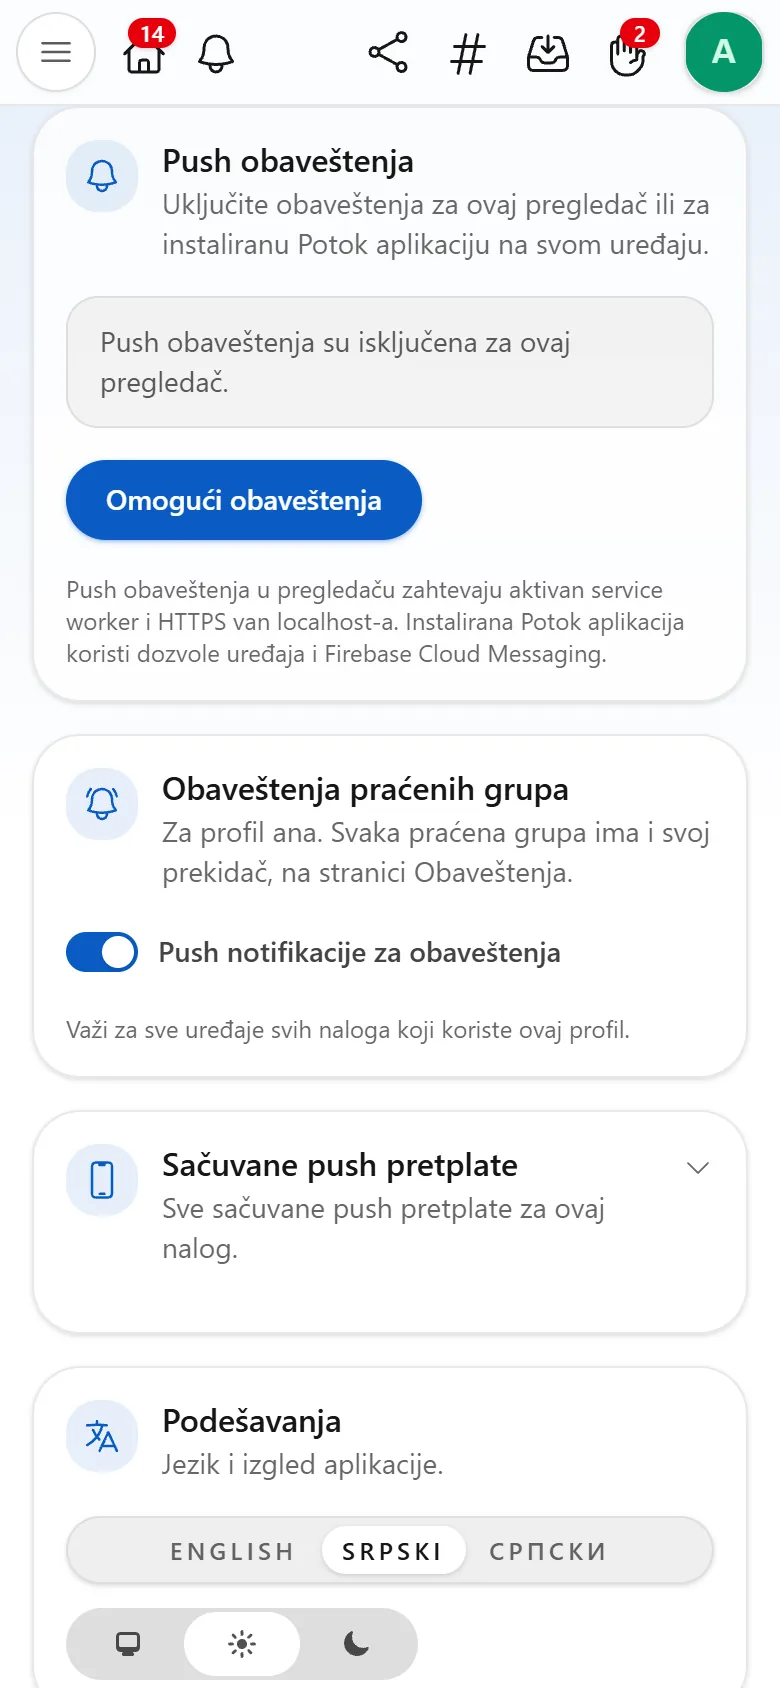 14
2
A
Push obaveštenja
Uključite obaveštenja za ovaj pregledač ili za
instaliranu Potok aplikaciju na svom uređaju.
Push obaveštenja su isključena za ovaj
pregledač.
Omogući obaveštenja
Push obaveštenja u pregledaču zahtevaju aktivan service
worker i HTTPS van localhost-a. Instalirana Potok aplikacija
koristi dozvole uređaja i Firebase Cloud Messaging.
Obaveštenja praćenih grupa
Za profil ana. Svaka praćena grupa ima i svoj
prekidač, na stranici Obaveštenja.
Push notifikacije za obaveštenja
Važi za sve uređaje svih naloga koji koriste ovaj profil.
Sačuvane push pretplate
Sve sačuvane push pretplate za ovaj
nalog.
Podešavanja
Jezik i izgled aplikacije.
ENGLISH SRPSKI СРПСКИ